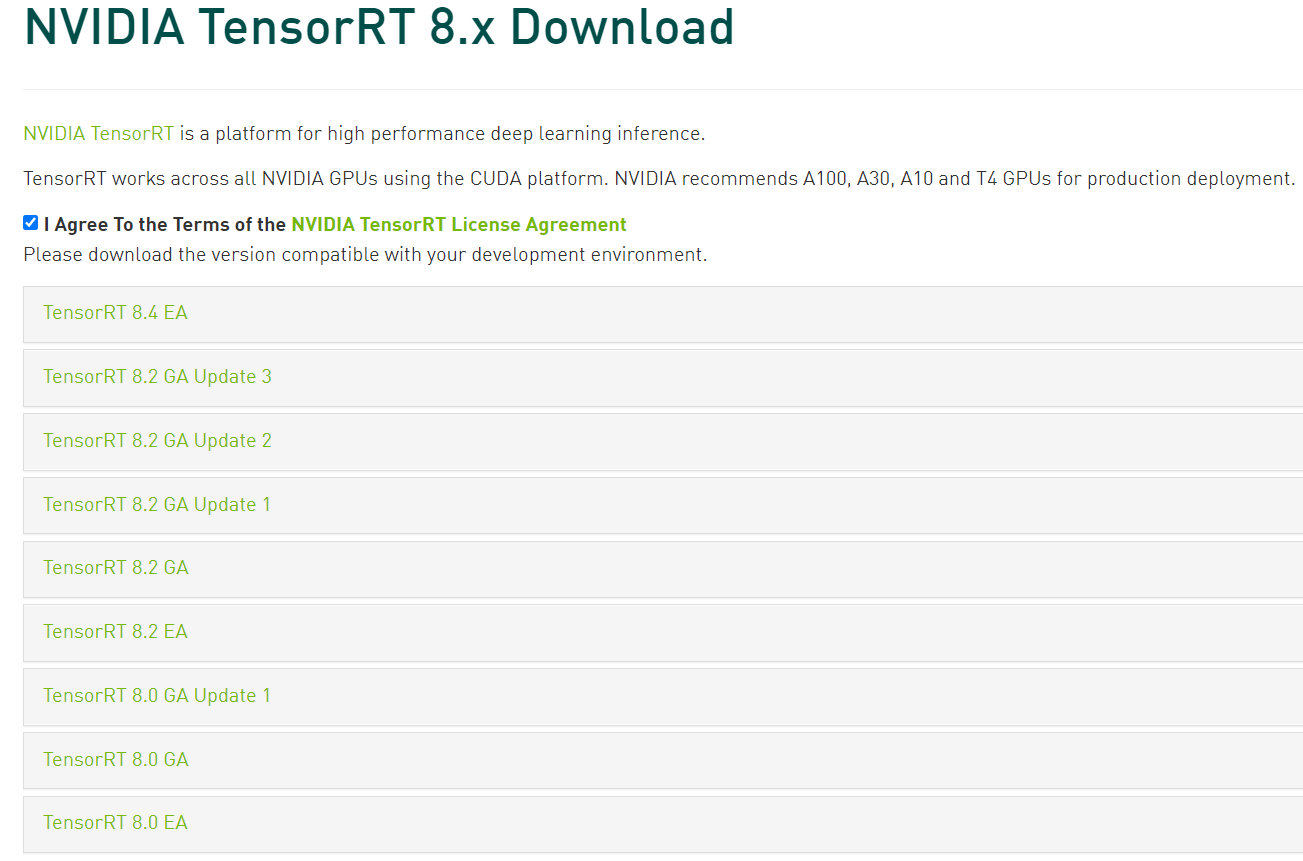 NVIDIA TensorRT 8.x Download
NVIDIA TensorRT is a platform for high performance deep learning inference.
TensorRT works across all NVIDIA GPUs using the CUDA platform. NVIDIA recommends A100, A30, A10 and T4 GPUs for production deployment.
I Agree To the Terms of the NVIDIA TensorRT License Agreement
Please download the version compatible with your development environment.
TensorRT 8.4 EA
TensorRT 8.2 GA Update 3
TensorRT 8.2 GA Update 2
TensorRT 8.2 GA Update 1
TensorRT 8.2 GA
TensorRT 8.2 EA
TensorRT 8.0 GA Update 1
TensorRT 8.0 GA
TensorRT 8.0 EA